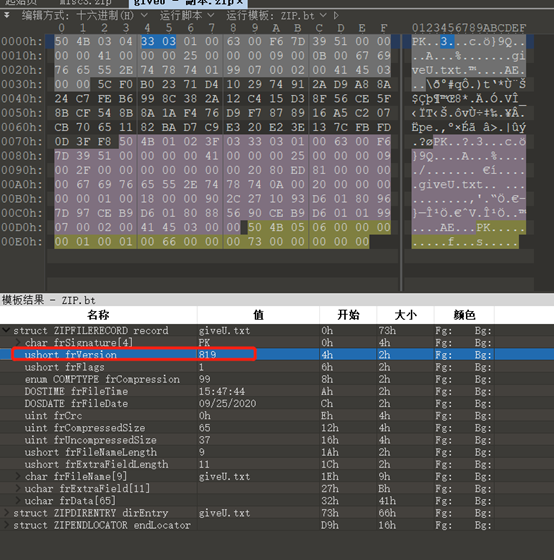 起始页 misc3.zip giveU - 副本.zip ×
编辑方式: 十六进制(H) 运行脚本 运行模板: ZIP.bt
0 1 2 3 4 5 6 7 8 9 A B C D E F 0123456789ABCDEF
0000h: 50 4B 03 04 33 03 01 00 63 00 F6 7D 39 51 00 00 PK..3...c.ö}9Q..
0010h: 00 00 41 00 00 00 25 00 00 00 09 00 0B 00 67 69 ..A...%.......gi
0020h: 76 65 55 2E 74 78 74 01 99 07 00 02 00 41 45 03 veU.txt.™....AE.
0030h: 00 00 5C F0 B0 23 71 D4 10 29 74 91 2A D9 A8 8A
0040h: 24 C7 FE B6 99 8C 38 2A 12 C4 15 D3 8F 56 CE 5F
0050h: 8B CF 54 8B 8A 1A AF 76 D9 F7 87 89 16 A5 C2 07
0060h: CB 70 65 11 82 BA D7 C9 E3 20 E2 3E 13 7C FB FD
0070h: 0D 3F F8 50 4B 01 02 3F 03 33 03 01 00 63 00 F6 .?øPK..?.3...c.ö
0080h: 7D 39 51 00 00 00 00 41 00 00 00 25 00 00 00 09 }9Q....A...%....
0090h: 00 2F 00 00 00 00 00 00 00 20 80 ED 81 00 00 00
00A0h: 00 67 69 76 65 55 2E 74 78 74 0A 00 20 00 00 00 .giveU.txt.. ...
00B0h: 00 00 01 00 18 00 00 90 2C 27 10 93 D6 01 80 96
00C0h: 7D 97 CE B9 D6 01 80 88 56 90 CE B9 D6 01 01 99
00D0h: 07 00 02 00 41 45 03 00 00 50 4B 05 06 00 00 00 ....AE...PK.....
00E0h: 00 01 00 01 00 66 00 00 00 73 00 00 00 00 00 .....f...s.....
模板结果 - ZIP.bt
名称 值 开始 大小 颜色
struct ZIPFILERECORD record giveU.txt 0h 73h Fg: Bg:
char frSignature[4] PK 0h 4h Fg: Bg:
ushort frVersion 819 4h 2h Fg: Bg:
ushort frFlags 1 6h 2h Fg: Bg:
enum COMPTYPE frCompression 99 8h 2h Fg: Bg:
DOSTIME frFileTime 15:47:44 Ah 2h Fg: Bg:
DOSDATE frFileDate 09/25/2020 Ch 2h Fg: Bg:
uint frCrc 0h Eh 4h Fg: Bg:
uint frCompressedSize 65 12h 4h Fg: Bg:
uint frUncompressedSize 37 16h 4h Fg: Bg:
ushort frFileNameLength 9 1Ah 2h Fg: Bg:
ushort frExtraFieldLength 11 1Ch 2h Fg: Bg:
char frFileName[9] giveU.txt 1Eh 9h Fg: Bg:
uchar frExtraField[11] 27h Bh Fg: Bg:
uchar frData[65] 32h 41h Fg: Bg:
struct ZIPDIRENTRY dirEntry giveU.txt 73h 66h Fg: Bg:
struct ZIPENDLOCATOR endLocator D9h 16h Fg: Bg: